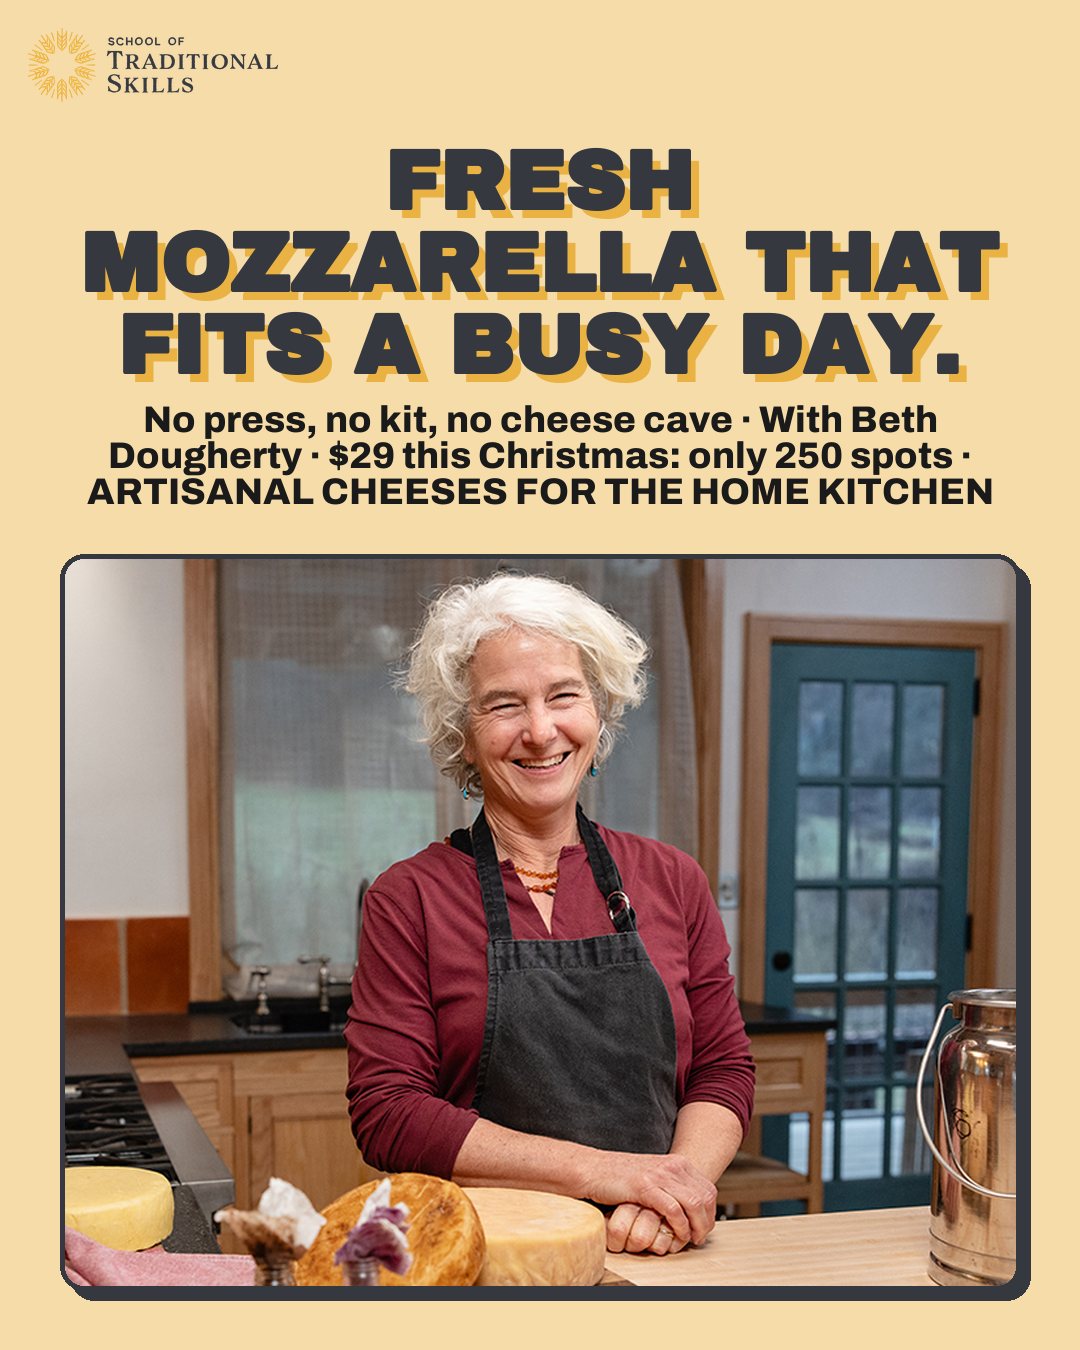 SCHOOL OF
TRADITIONAL
SKILLS
FRESH
MOZZARELLA THAT
FITS A BUSY DAY.
No press, no kit, no cheese cave · With Beth
Dougherty · $29 this Christmas: only 250 spots ·
ARTISANAL CHEESES FOR THE HOME KITCHEN